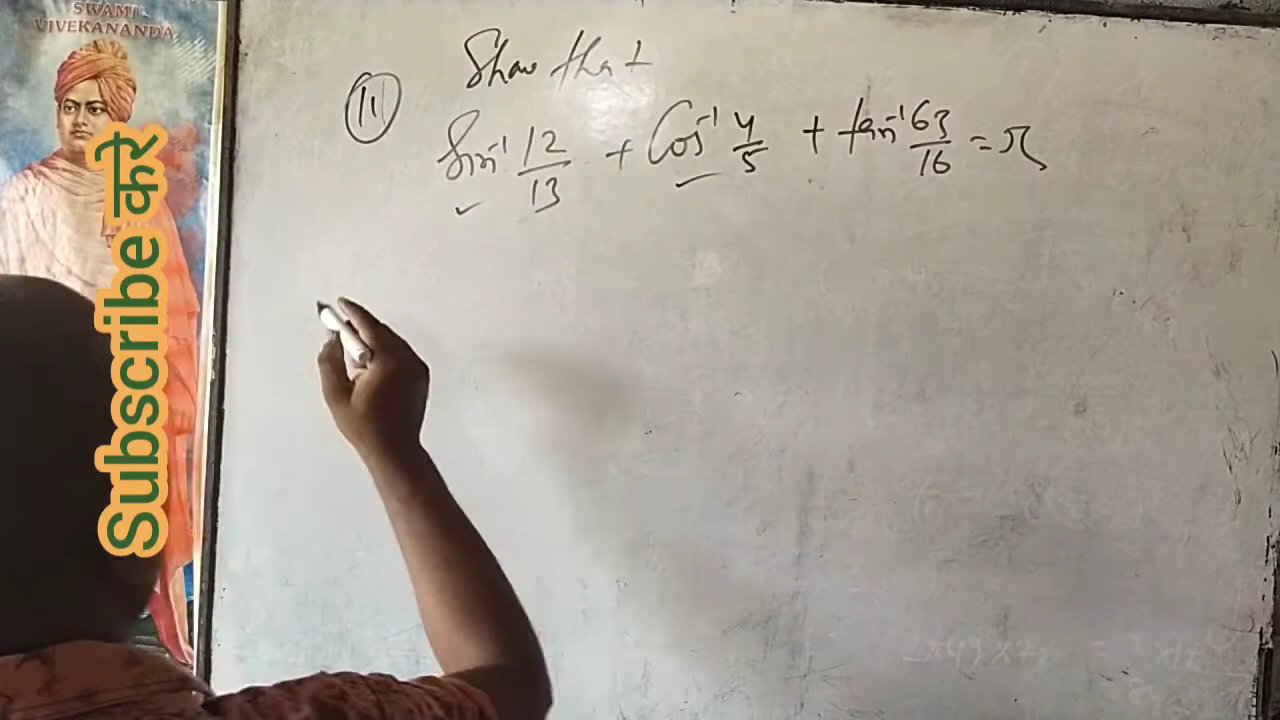 SWAMI
VIVEKANANDA
Subscribe करे
Show that
(11) Sin⁻¹ 12/13 + Cos⁻¹ 4/5 + tan⁻¹ 63/16 = π